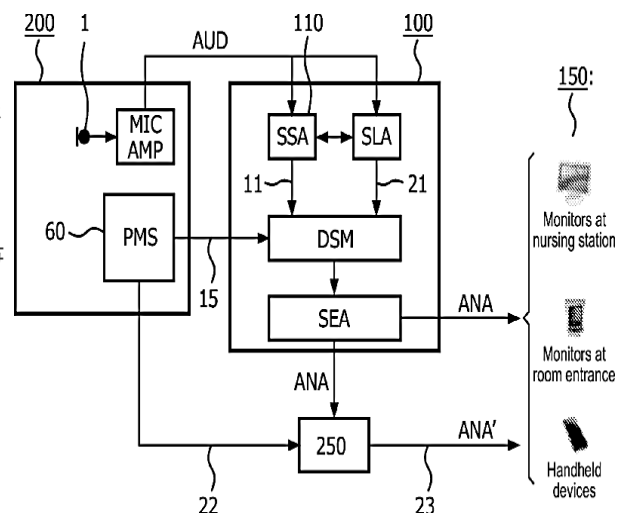 200
1
AUD
110
100
150:
MIC
AMP
SSA
SLA
11
21
60
PMS
DSM
15
SEA
ANA
ANA
250
ANA'
22
23
Monitors at
nursing station
Monitors at
room entrance
Handheld
devices